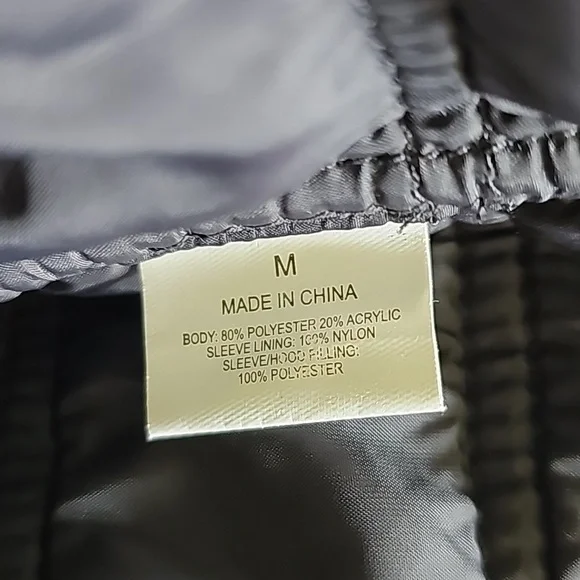 M
MADE IN CHINA
BODY: 80% POLYESTER 20% ACRYLIC
SLEEVE LINING: 100% NYLON
SLEEVE/HOOD FILLING:
100% POLYESTER